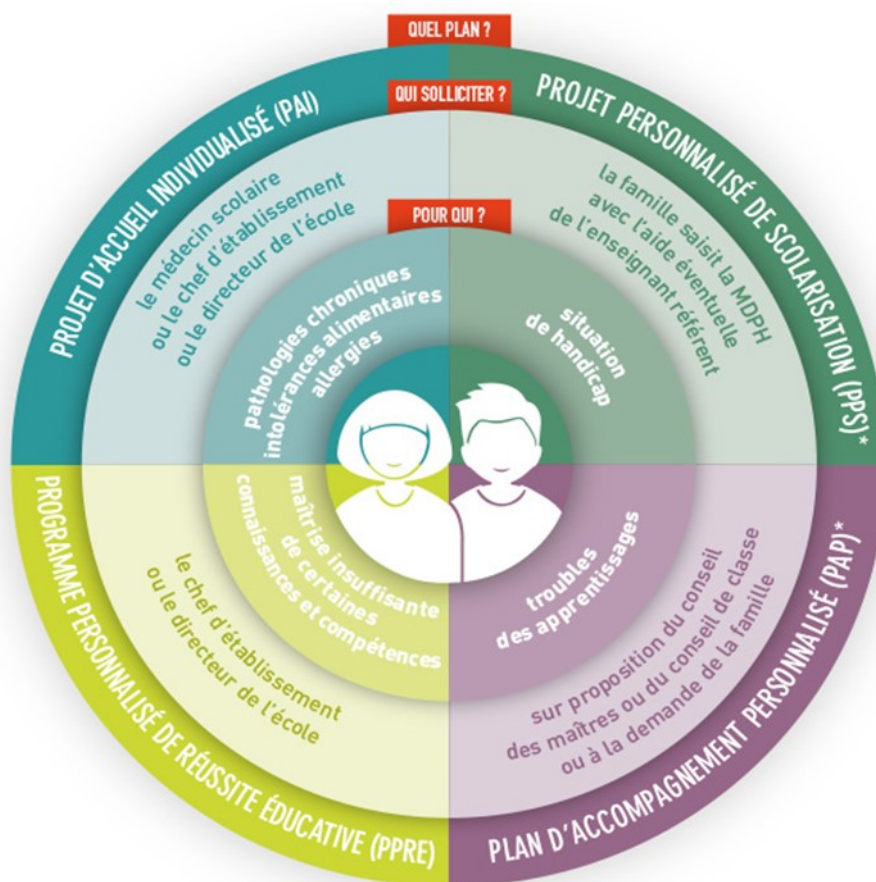 QUEL PLAN ?
QUI SOLLICITER ?
POUR QUI ?
PROJET D'ACCUEIL INDIVIDUALISÉ (PAI)
le médecin scolaire
ou le chef d'établissement
ou le directeur de l'école
pathologies chroniques
intolérances alimentaires
allergies
PROJET PERSONNALISÉ DE SCOLARISATION (PPS)*
la famille saisit la MDPH
avec l'aide éventuelle
de l'enseignant référent
situation
de handicap
PROGRAMME PERSONNALISÉ DE RÉUSSITE ÉDUCATIVE (PPRE)
le chef d'établissement
ou le directeur de l'école
maîtrise insuffisante
de certaines
connaissances et compétences
PLAN D'ACCOMPAGNEMENT PERSONNALISÉ (PAP)*
sur proposition du conseil
des maîtres ou du conseil de classe
ou à la demande de la famille
troubles
des apprentissages